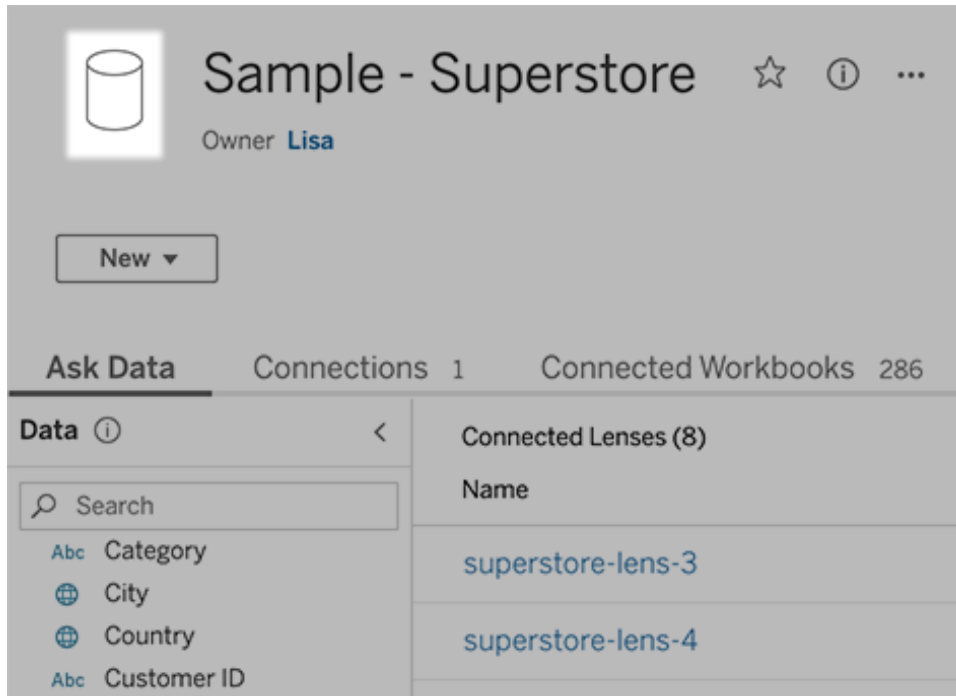 Sample - Superstore
Owner Lisa
New
Ask Data Connections 1 Connected Workbooks 286
Data
Search
Abc Category
City
Country
Abc Customer ID
Connected Lenses (8)
Name
superstore-lens-3
superstore-lens-4